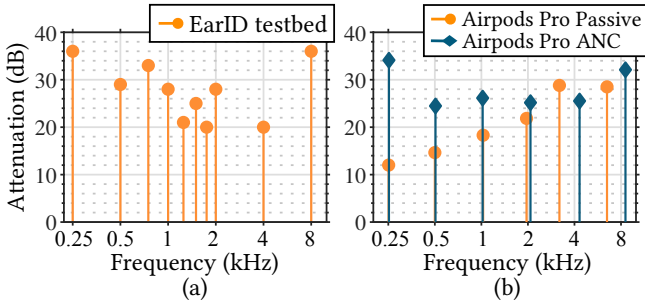 EarID testbed
Attenuation (dB)
40
30
20
10
0
0.25 0.5 1 2 4 8
Frequency (kHz)
(a)
Airpods Pro Passive
Airpods Pro ANC
40
30
20
10
0
0.25 0.5 1 2 4 8
Frequency (kHz)
(b)